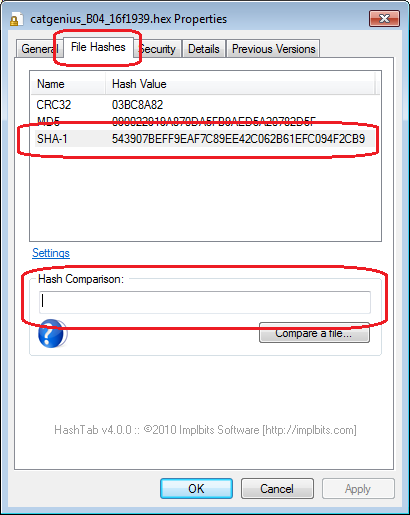 catgenius_B04_16f1939.hex Properties
General File Hashes Security Details Previous Versions
Name Hash Value
CRC32 03BC8A82
MD5
SHA-1 543907BEFF9EAF7C89EE42C062B61EFC094F2CB9
Settings
Hash Comparison:
?
Compare a file...
HashTab v4.0.0 :: ©2010 Implbits Software [http://implbits.com]
OK Cancel Apply